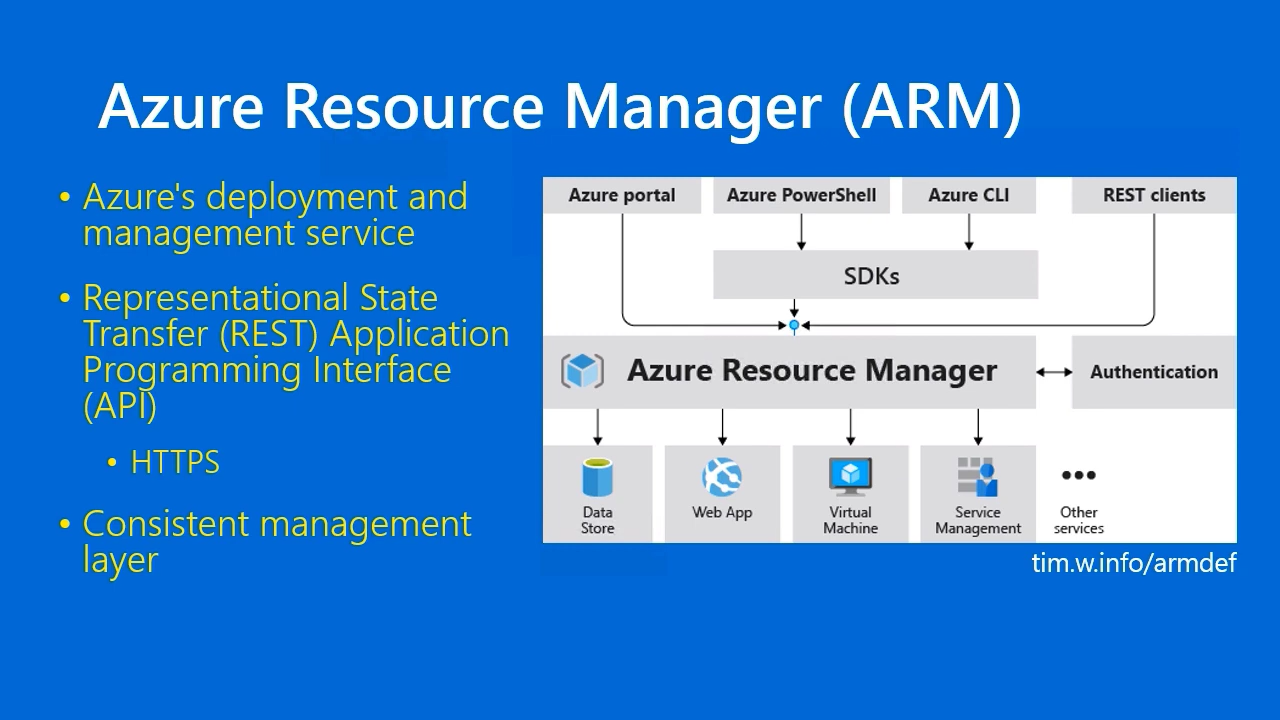 Azure Resource Manager (ARM)
• Azure's deployment and
management service
• Representational State
Transfer (REST) Application
Programming Interface
(API)
• HTTPS
• Consistent management
layer
Azure portal
Azure PowerShell
Azure CLI
REST clients
SDKs
Azure Resource Manager
Authentication
Data
Store
Web App
Virtual
Machine
Service
Management
Other
services
tim.w.info/armdef